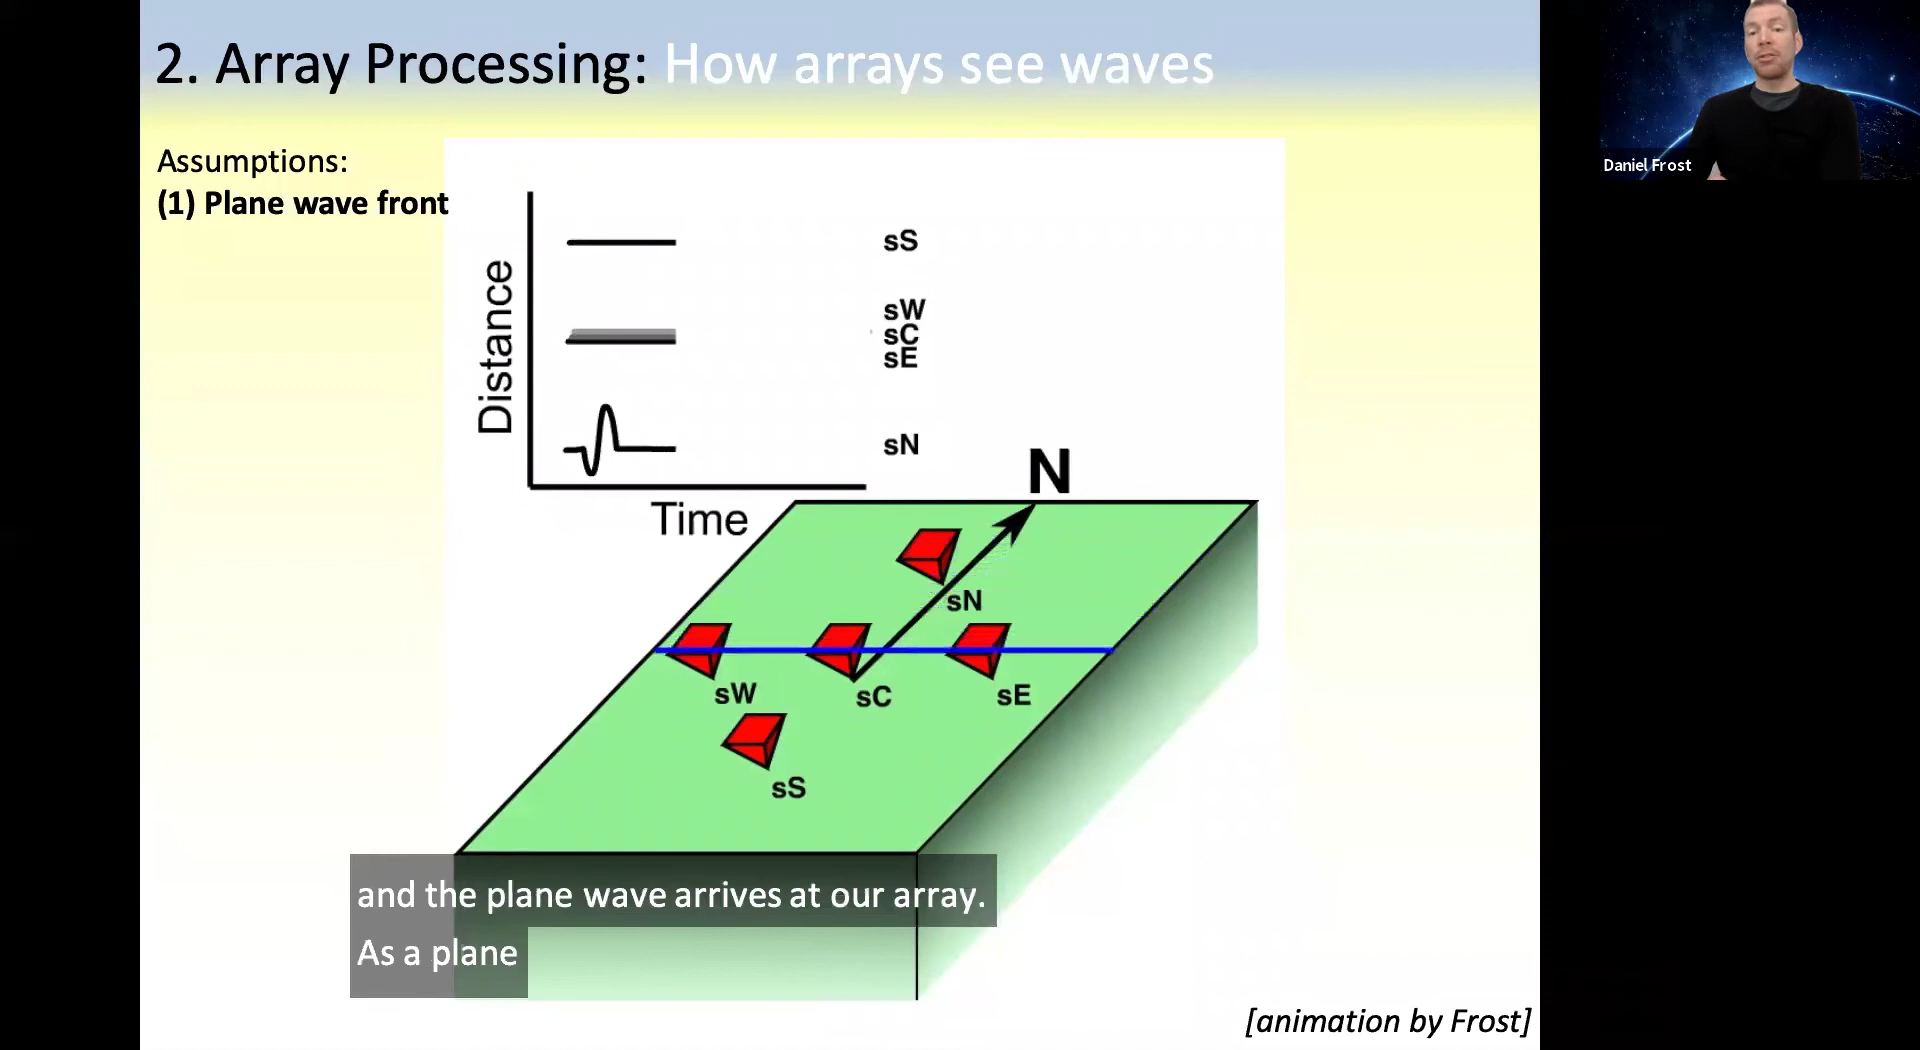 2. Array Processing: How arrays see waves
Daniel Frost
Assumptions:
(1) Plane wave front
Distance
sS
sW
sC
sE
sN
Time
N
sN
sW
sC
sE
sS
and the plane wave arrives at our array.
As a plane
[animation by Frost]